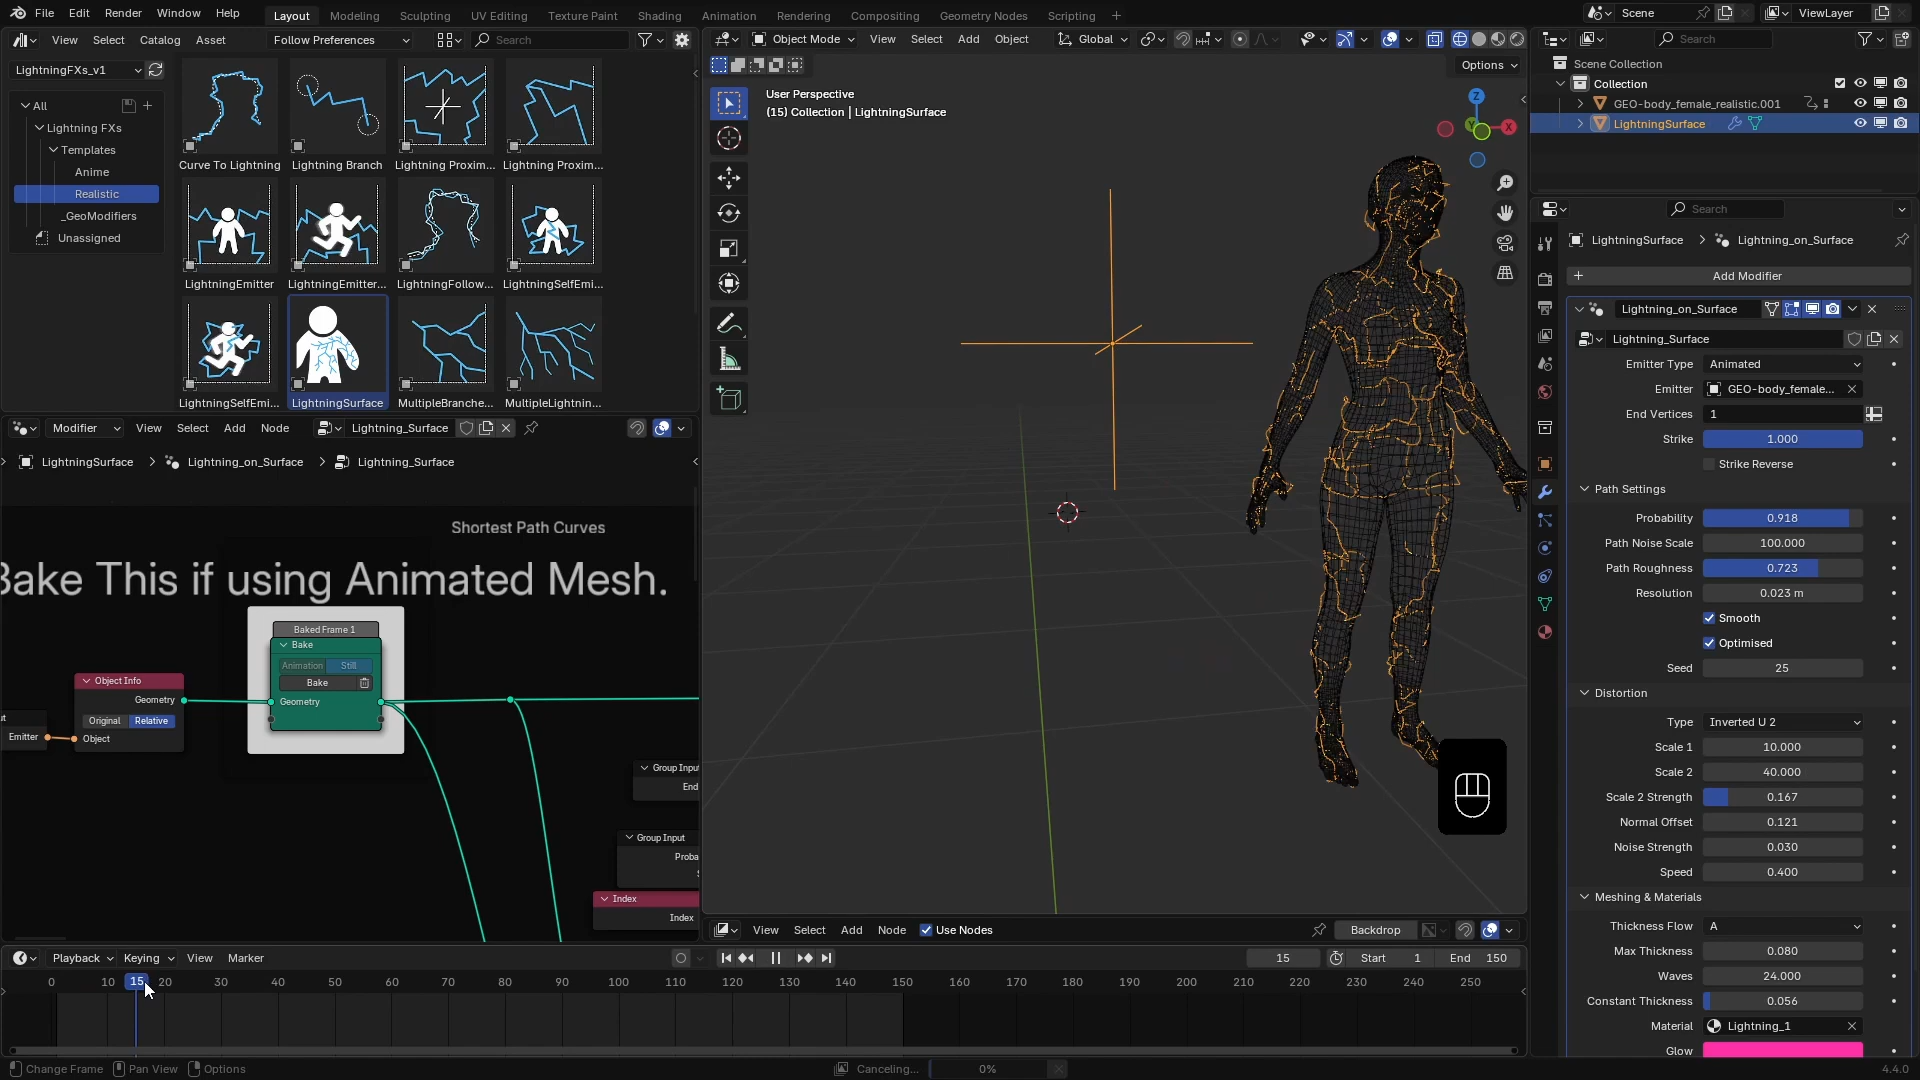 File Edit Render Window Help
Layout Modeling Sculpting UV Editing Texture Paint Shading Animation Rendering Compositing Geometry Nodes Scripting +
Scene
ViewLayer
View Select Catalog Asset Follow Preferences Search
LightningFXs_v1
All
Lightning FXs
Templates
Anime
Realistic
_GeoModifiers
Unassigned
Curve To Lightning Lightning Branch Lightning Proxim... Lightning Proxim...
LightningEmitter LightningEmitter... LightningFollow... LightningSelfEmi...
LightningSelfEmi... LightningSurface MultipleBranche... MultipleLightnin...
Modifier View Select Add Node Lightning_Surface
LightningSurface > Lightning_on_Surface > Lightning_Surface
Shortest Path Curves
Bake This if using Animated Mesh.
Baked Frame 1
Bake
Animation Still
Bake
Geometry
Object Info
Geometry
Original Relative
Object
Emitter
Group Input
End
Group Input
Proba
Index
Index
Object Mode View Select Add Object Global
Options
User Perspective
(15) Collection | LightningSurface
Z
X
Y
View Select Add Node Use Nodes Backdrop
Playback Keying View Marker
15 Start 1 End 150
0 10 15 20 30 40 50 60 70 80 90 100 110 120 130 140 150 160 170 180 190 200 210 220 230 240 250
Change Frame Pan View Options Canceling... 0% 4.4.0
Search
Scene Collection
Collection
GEO-body_female_realistic.001
LightningSurface
Search
LightningSurface > Lightning_on_Surface
+ Add Modifier
Lightning_on_Surface
Lightning_Surface
Emitter Type Animated
Emitter GEO-body_female...
End Vertices 1
Strike 1.000
Strike Reverse
Path Settings
Probability 0.918
Path Noise Scale 100.000
Path Roughness 0.723
Resolution 0.023 m
Smooth
Optimised
Seed 25
Distortion
Type Inverted U 2
Scale 1 10.000
Scale 2 40.000
Scale 2 Strength 0.167
Normal Offset 0.121
Noise Strength 0.030
Speed 0.400
Meshing & Materials
Thickness Flow A
Max Thickness 0.080
Waves 24.000
Constant Thickness 0.056
Material Lightning_1
Glow